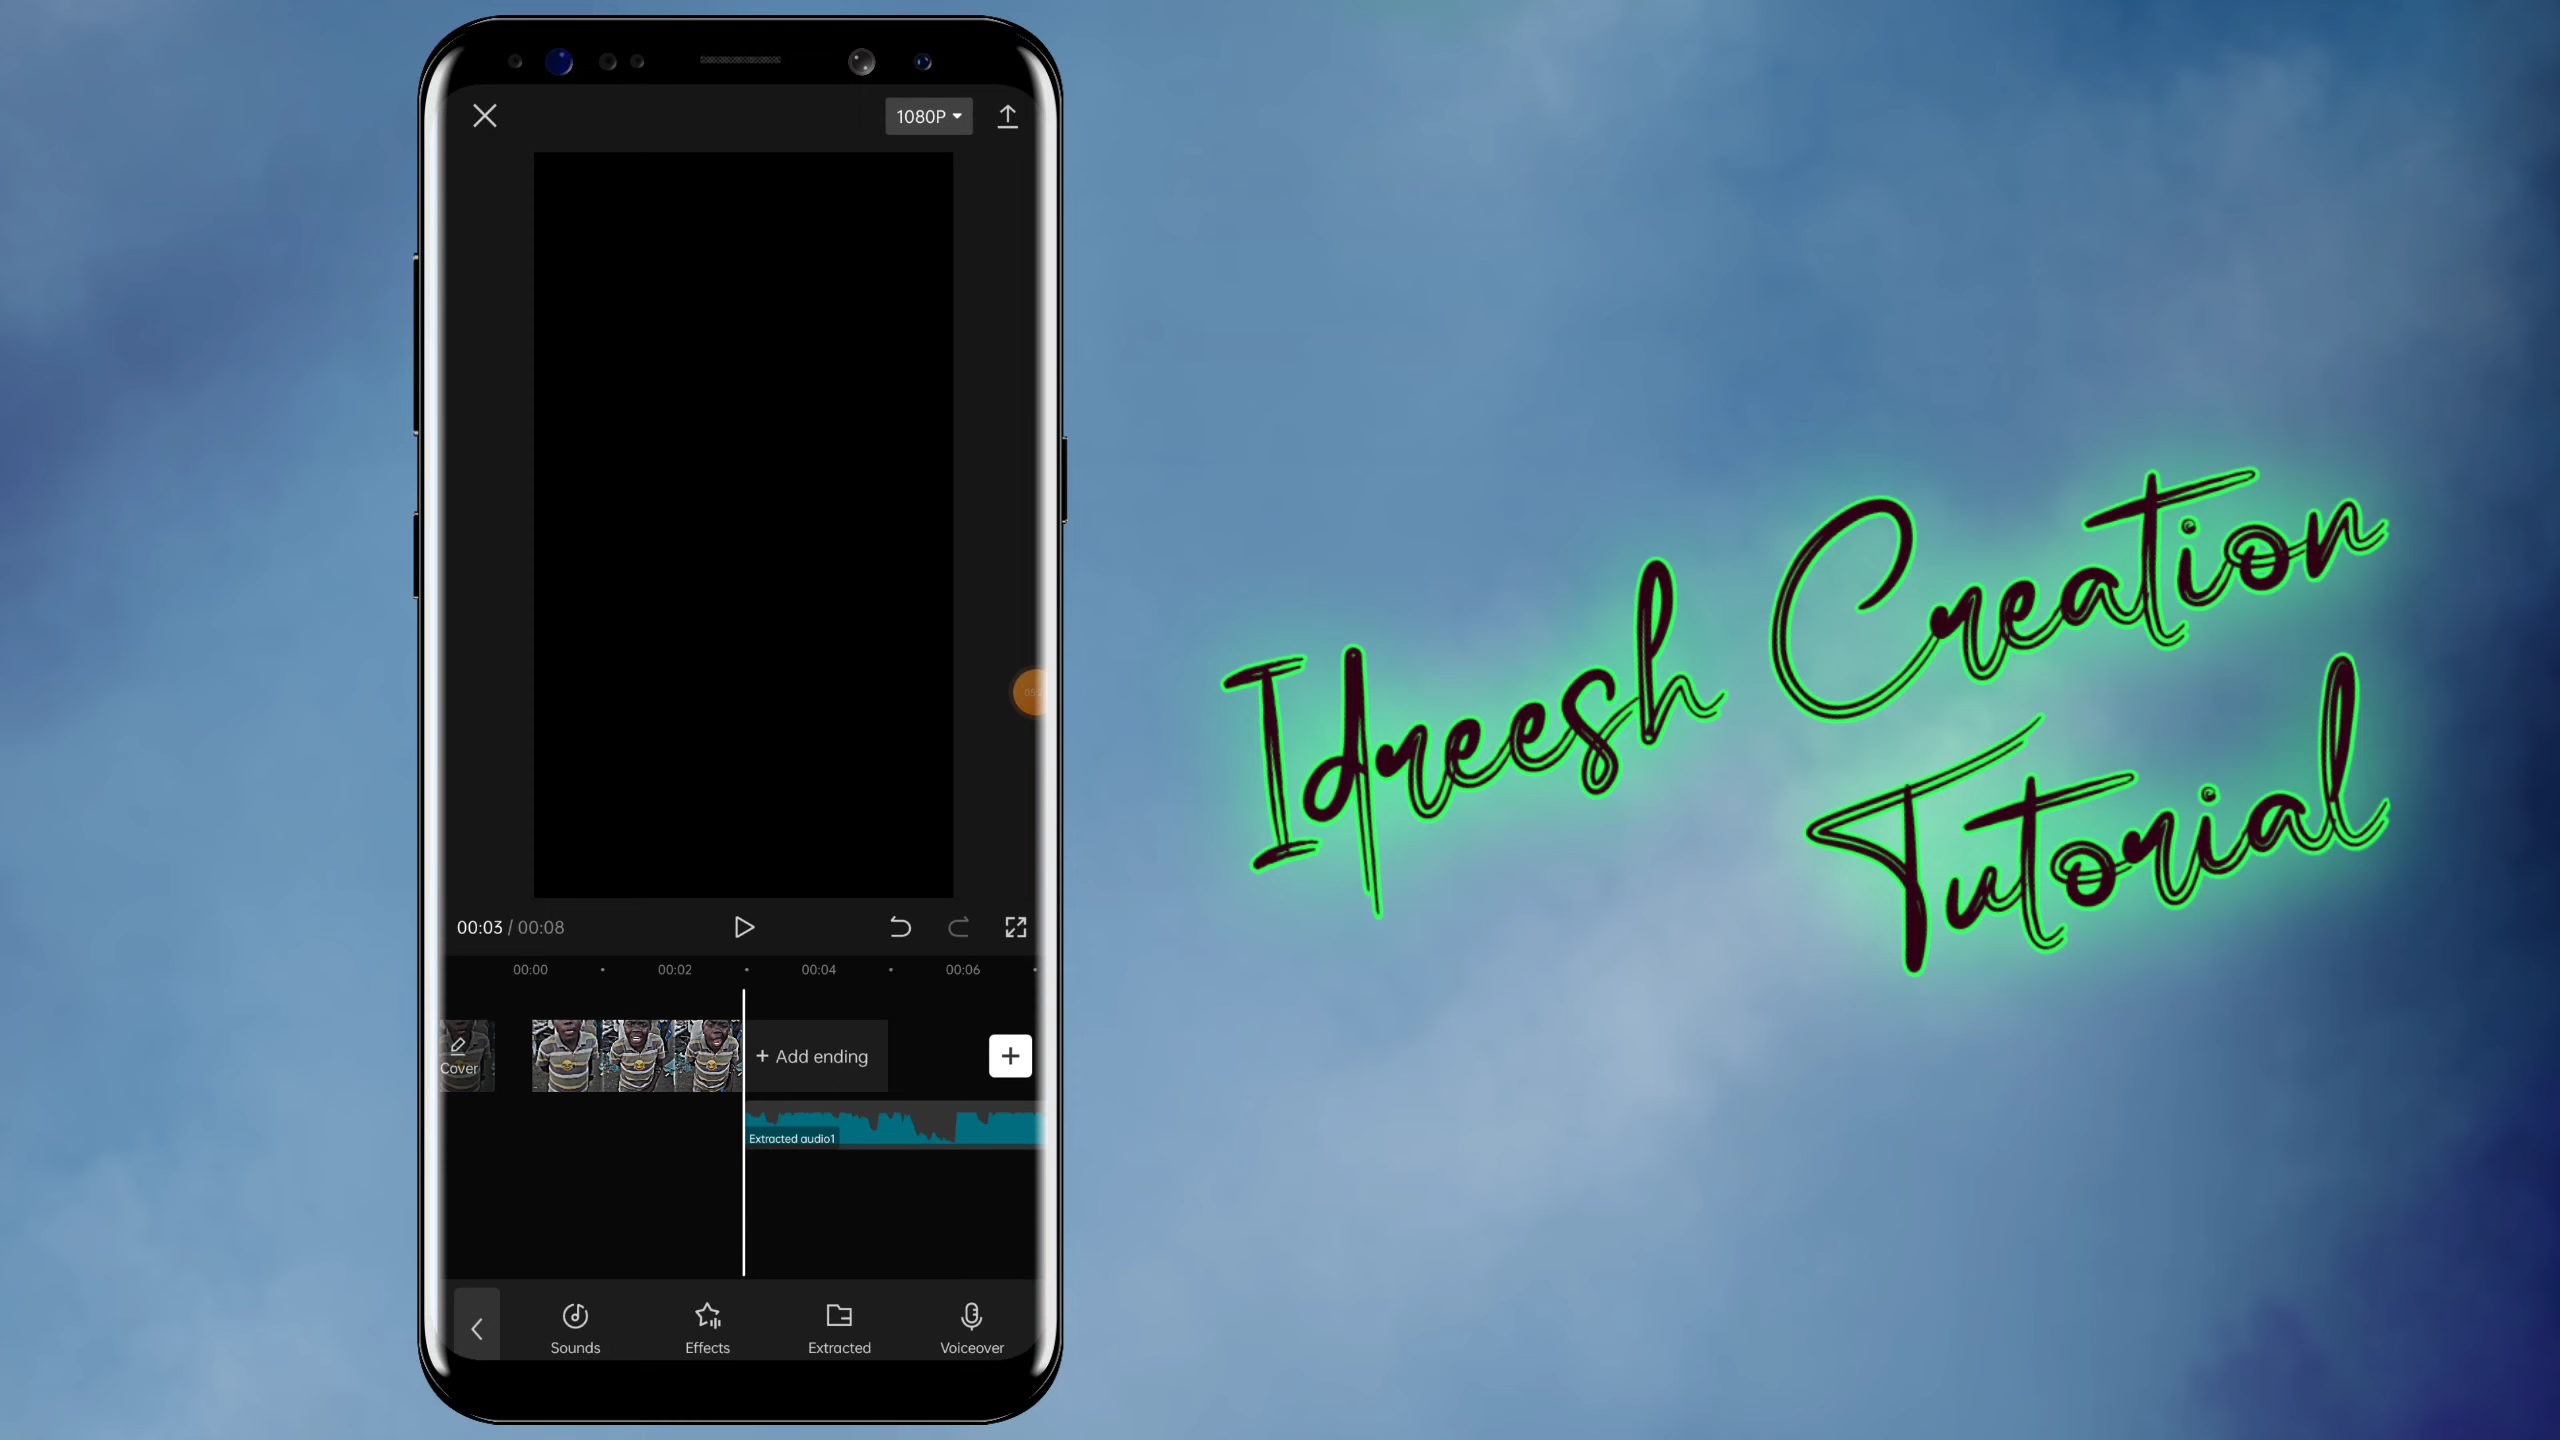 1080P
Idreesh Creation
Tutorial
00:03 / 00:08
00:00 00:02 00:04 00:06
Cover
+ Add ending
Extracted audio1
Sounds Effects Extracted Voiceover